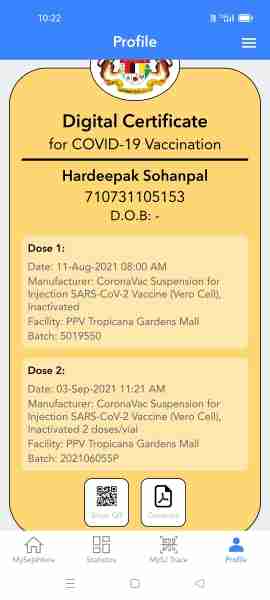 10:22
Profile
Digital Certificate
for COVID-19 Vaccination
Hardeepak Sohanpal
710731105153
D.O.B: -
Dose 1:
Date: 11-Aug-2021 08:00 AM
Manufacturer: CoronaVac Suspension for
Injection SARS-CoV-2 Vaccine (Vero Cell),
Inactivated
Facility: PPV Tropicana Gardens Mall
Batch: 5019550
Dose 2:
Date: 03-Sep-2021 11:21 AM
Manufacturer: CoronaVac Suspension for
Injection SARS-CoV-2 Vaccine (Vero Cell),
Inactivated 2 doses/vial
Facility: PPV Tropicana Gardens Mall
Batch: 202106055P
Show QR
MySejahtera Statistics MySJ Trace Profile